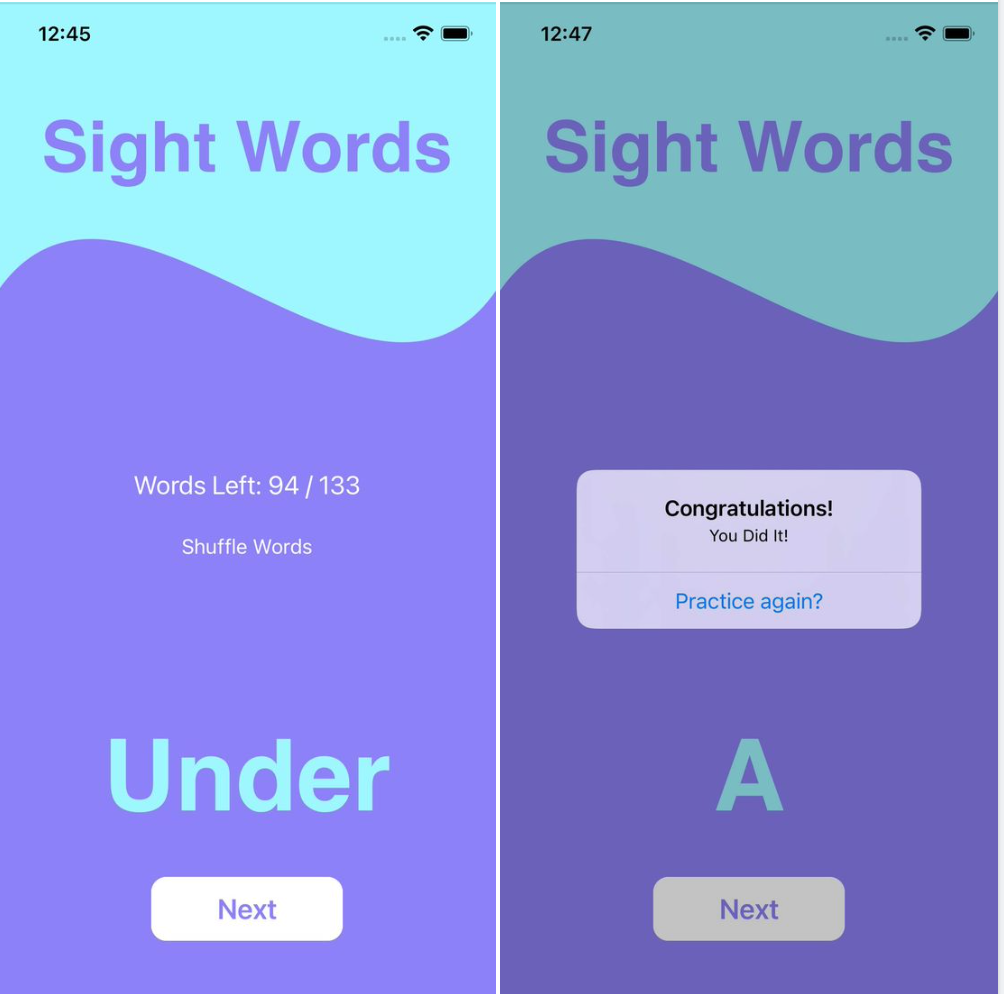 12:45
Sight Words
Words Left: 94 / 133
Shuffle Words
Under
Next
12:47
Sight Words
Congratulations!
You Did It!
Practice again?
A
Next